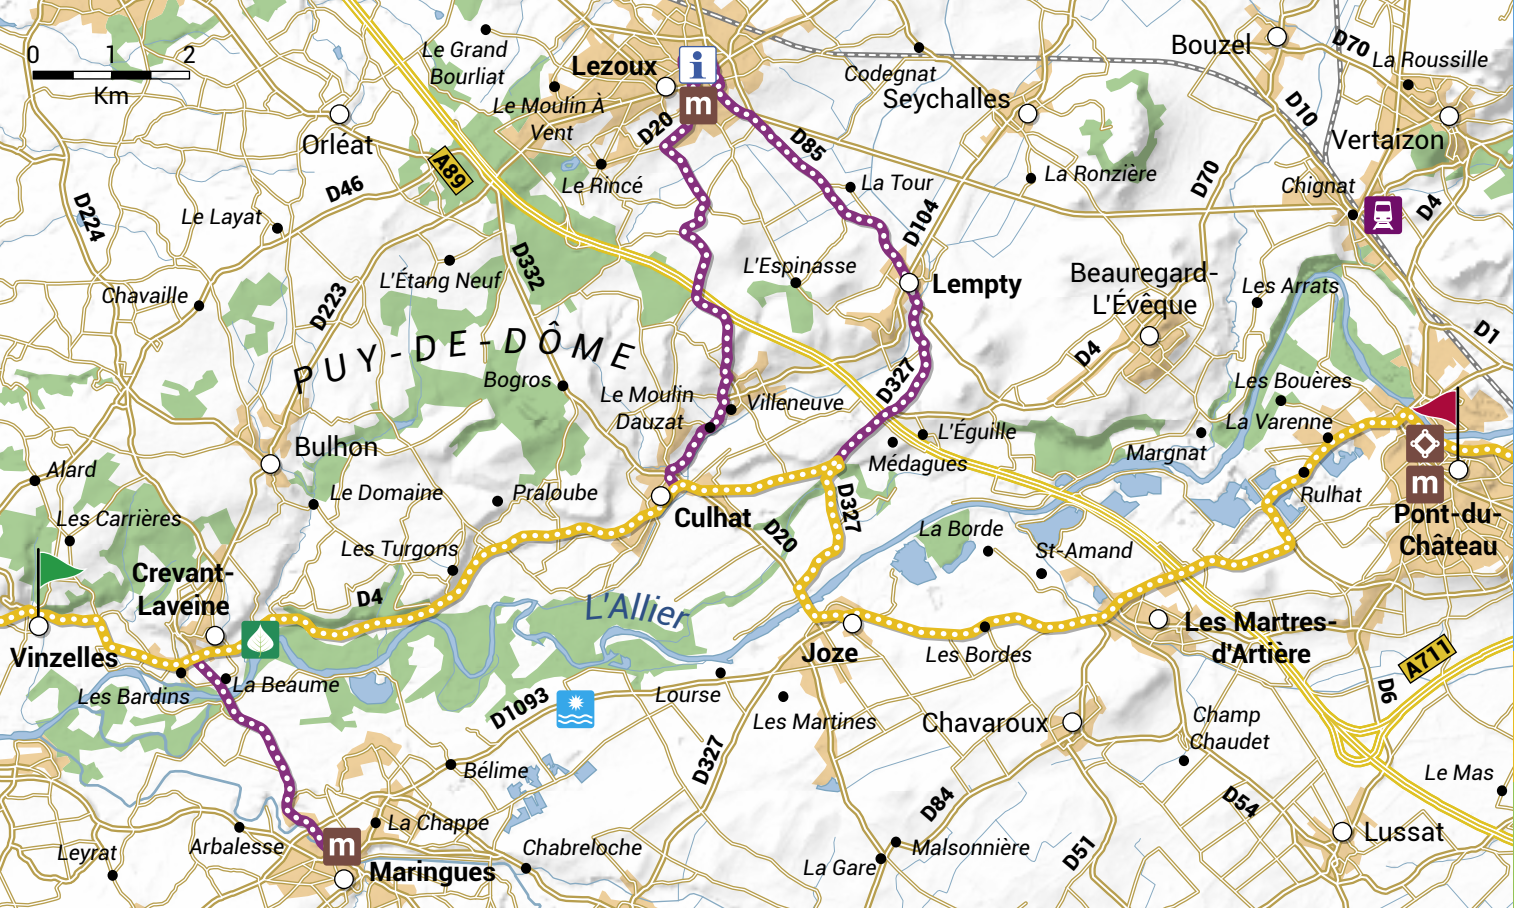 0 1 2
Km
Le Grand
Bourliat
Lezoux
i
m
Le Moulin À
Vent
D20
Codegnat
Seychalles
Bouzel
D70
La Roussille
D10
Vertaizon
Orléat
A89
D46
Le Rincé
D85
La Tour
La Ronzière
D70
Chignat
D4
D224
Le Layat
D104
L'Étang Neuf
D332
L'Espinasse
Lempty
Beauregard-
L'Évêque
Les Arrats
Chavaille
D223
D1
PUY-DE-DÔME
D4
Bogros
Le Moulin
Dauzat
Villeneuve
D327
Les Bouères
La Varenne
L'Éguille
Bulhon
Médagues
Margnat
Alard
Le Domaine
Praloube
m
Rulhat
Culhat
D327
Pont-du-
Château
Les Carrières
D20
La Borde
St-Amand
Les Turgons
Crevant-
Laveine
D4
L'Allier
Vinzelles
Joze
Les Bordes
Les Martres-
d'Artière
A711
Les Bardins
La Beaume
D1093
Lourse
Les Martines
Chavaroux
D6
Champ
Chaudet
Bélime
D327
Le Mas
D84
D54
La Chappe
Arbalesse
m
Leyrat
Maringues
Chabreloche
Malsonnière
La Gare
D51
Lussat